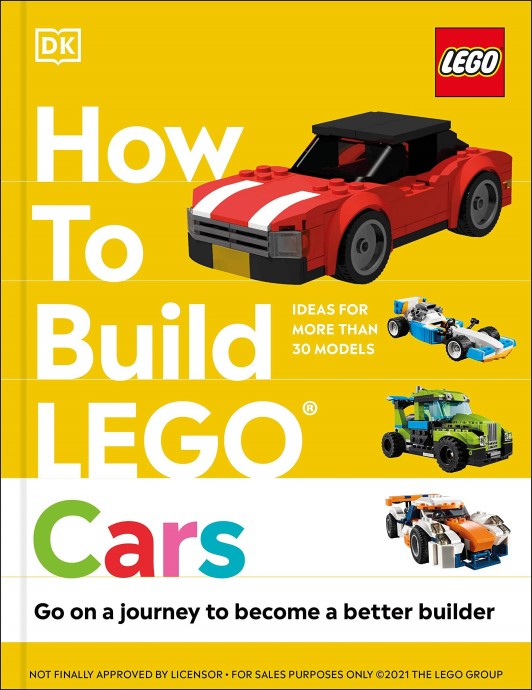 DK
LEGO
How
To
Build
LEGO®
Cars
IDEAS FOR
MORE THAN
30 MODELS
Go on a journey to become a better builder
NOT FINALLY APPROVED BY LICENSOR • FOR SALES PURPOSES ONLY ©2021 THE LEGO GROUP